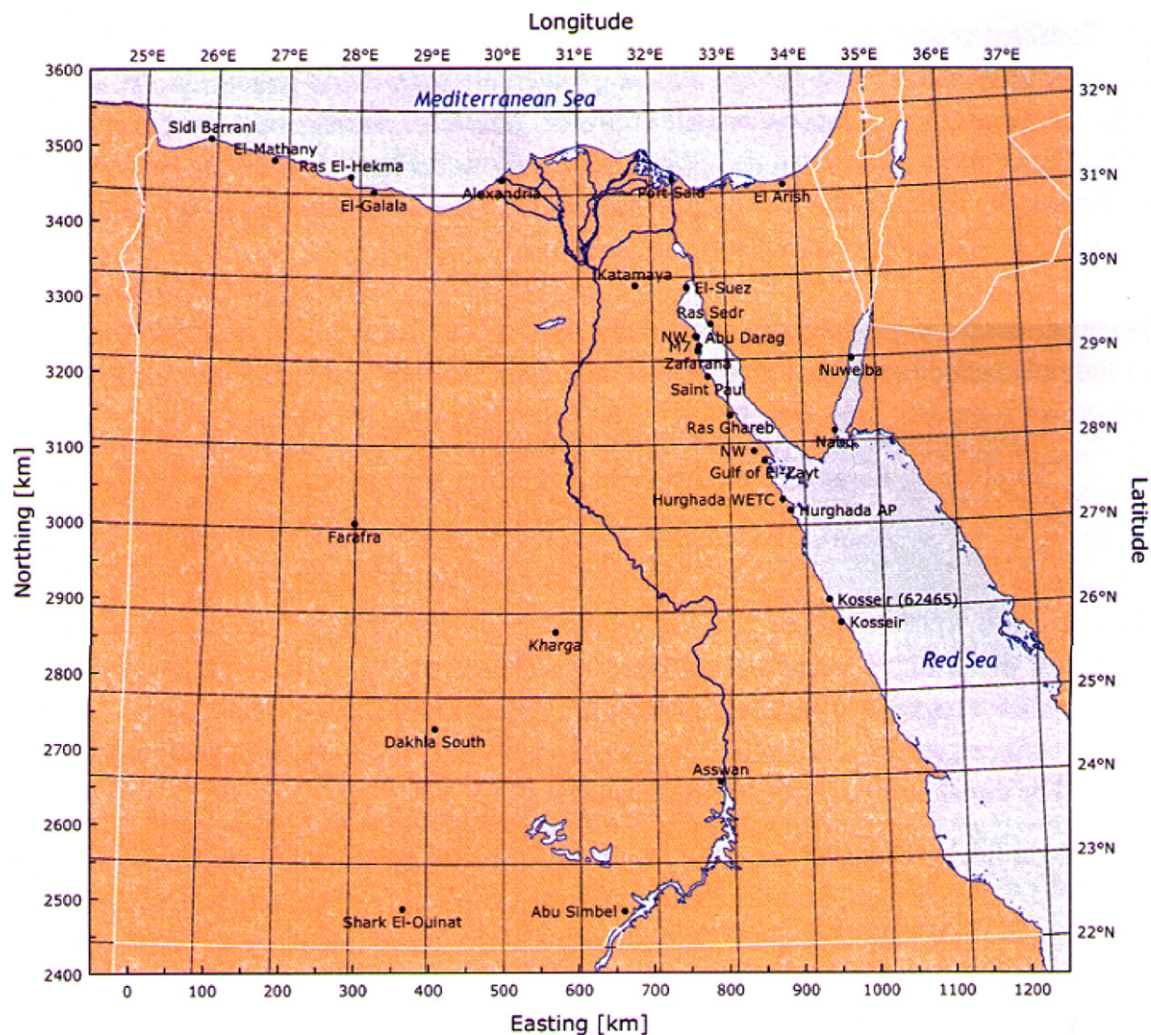 Longitude
25°E 26°E 27°E 28°E 29°E 30°E 31°E 32°E 33°E 34°E 35°E 36°E 37°E
3600
Mediterranean Sea
32°N
Sidi Barrani
3500
El-Mathany
Ras El-Hekma
31°N
El-Galala
Alexandria
Port Said
El Arish
3400
30°N
Katamaya
3300
El-Suez
Ras Sedr
NW
Abu Darag
M7
29°N
Zafarana
Nuweiba
3200
Saint Paul
Ras Ghareb
28°N
Nabq
3100
NW
Gulf of El-Zayt
Hurghada WETC
Hurghada AP
27°N
3000
Farafra
Northing [km]
Latitude
2900
Kosseir (62465)
26°N
Kosseir
Kharga
Red Sea
2800
25°N
Dakhla South
2700
Asswan
24°N
2600
23°N
2500
Shark El-Ouinat
Abu Simbel
22°N
2400
0 100 200 300 400 500 600 700 800 900 1000 1100 1200
Easting [km]